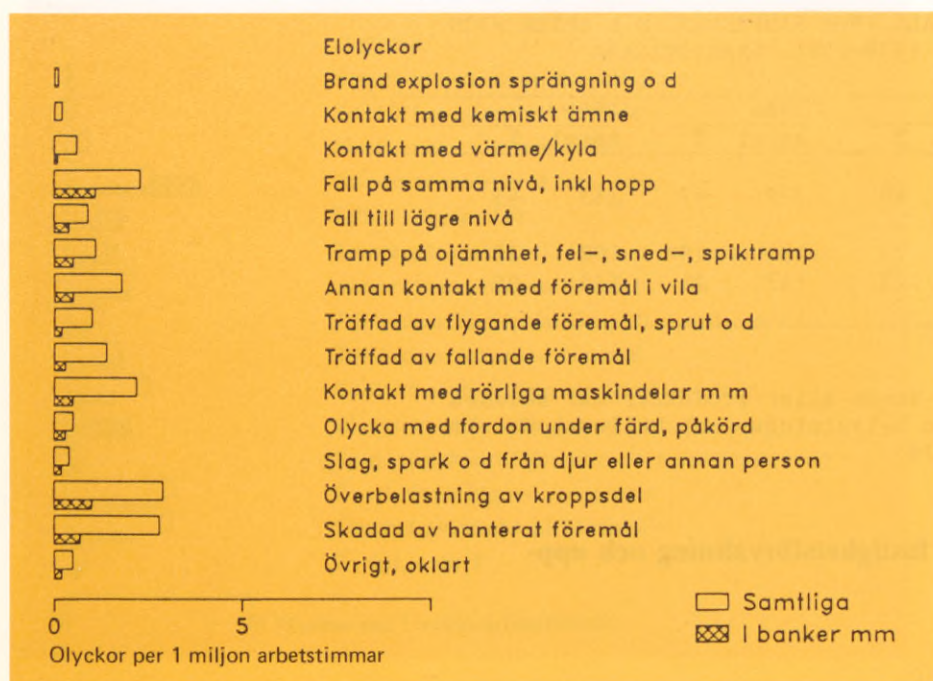 Elolyckor
Brand explosion sprängning o d
Kontakt med kemiskt ämne
Kontakt med värme/kyla
Fall på samma nivå, inkl hopp
Fall till lägre nivå
Tramp på ojämnhet, fel-, sned-, spiktramp
Annan kontakt med föremål i vila
Träffad av flygande föremål, sprut o d
Träffad av fallande föremål
Kontakt med rörliga maskindelar m m
Olycka med fordon under färd, påkörd
Slag, spark o d från djur eller annan person
Överbelastning av kroppsdel
Skadad av hanterat föremål
Övrigt, oklart
0 5
Olyckor per 1 miljon arbetstimmar
Samtliga
I banker mm